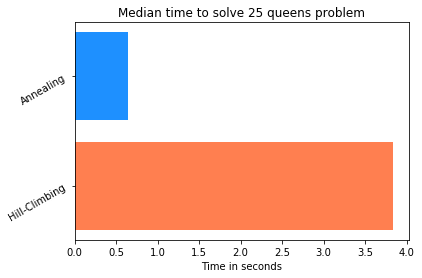 Median time to solve 25 queens problem
Annealing
Hill-Climbing
0.0 0.5 1.0 1.5 2.0 2.5 3.0 3.5 4.0
Time in seconds